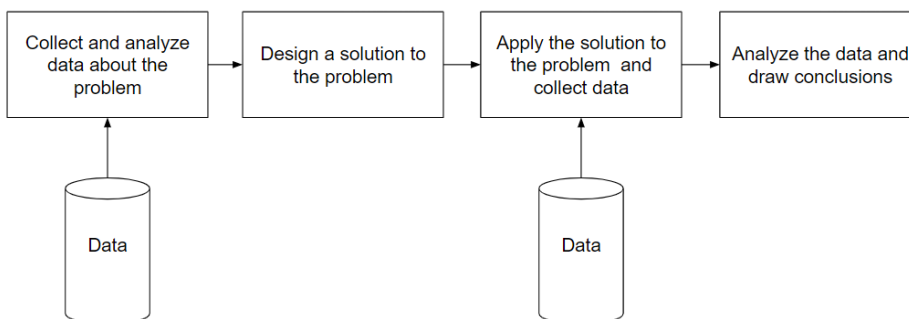 Collect and analyze
data about the
problem
Design a solution to
the problem
Apply the solution to
the problem and
collect data
Analyze the data and
draw conclusions
Data
Data